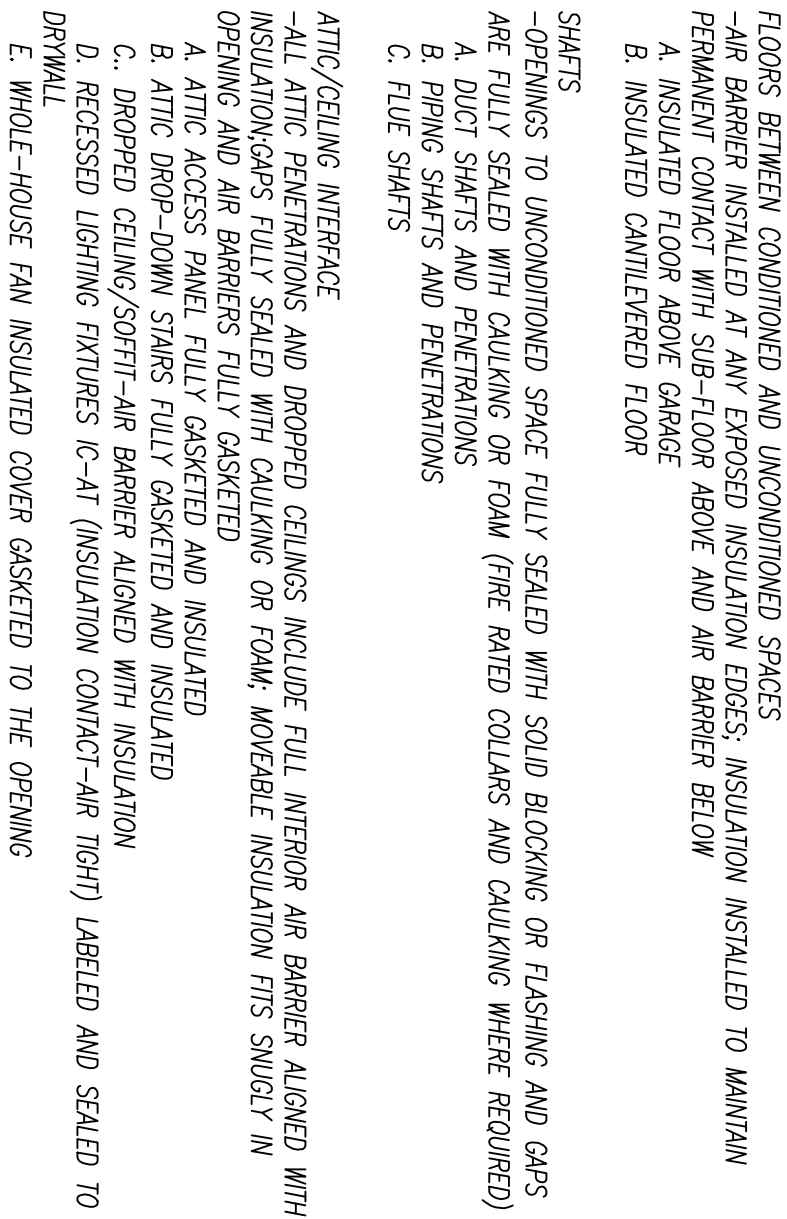 FLOORS BETWEEN CONDITIONED AND UNCONDITIONED SPACES
-AIR BARRIER INSTALLED AT ANY EXPOSED INSULATION EDGES; INSULATION INSTALLED TO MAINTAIN
PERMANENT CONTACT WITH SUB-FLOOR ABOVE AND AIR BARRIER BELOW
A. INSULATED FLOOR ABOVE GARAGE
B. INSULATED CANTILEVERED FLOOR
SHAFTS
-OPENINGS TO UNCONDITIONED SPACE FULLY SEALED WITH SOLID BLOCKING OR FLASHING AND GAPS
ARE FULLY SEALED WITH CAULKING OR FOAM (FIRE RATED COLLARS AND CAULKING WHERE REQUIRED)
A. DUCT SHAFTS AND PENETRATIONS
B. PIPING SHAFTS AND PENETRATIONS
C. FLUE SHAFTS
ATTIC/CEILING INTERFACE
-ALL ATTIC PENETRATIONS AND DROPPED CEILINGS INCLUDE FULL INTERIOR AIR BARRIER ALIGNED WITH
INSULATION;GAPS FULLY SEALED WITH CAULKING OR FOAM; MOVEABLE INSULATION FITS SNUGLY IN
OPENING AND AIR BARRIERS FULLY GASKETED
A. ATTIC ACCESS PANEL FULLY GASKETED AND INSULATED
B. ATTIC DROP-DOWN STAIRS FULLY GASKETED AND INSULATED
C.. DROPPED CEILING/SOFFIT-AIR BARRIER ALIGNED WITH INSULATION
D. RECESSED LIGHTING FIXTURES IC-AT (INSULATION CONTACT-AIR TIGHT) LABELED AND SEALED TO
DRYWALL
E. WHOLE-HOUSE FAN INSULATED COVER GASKETED TO THE OPENING